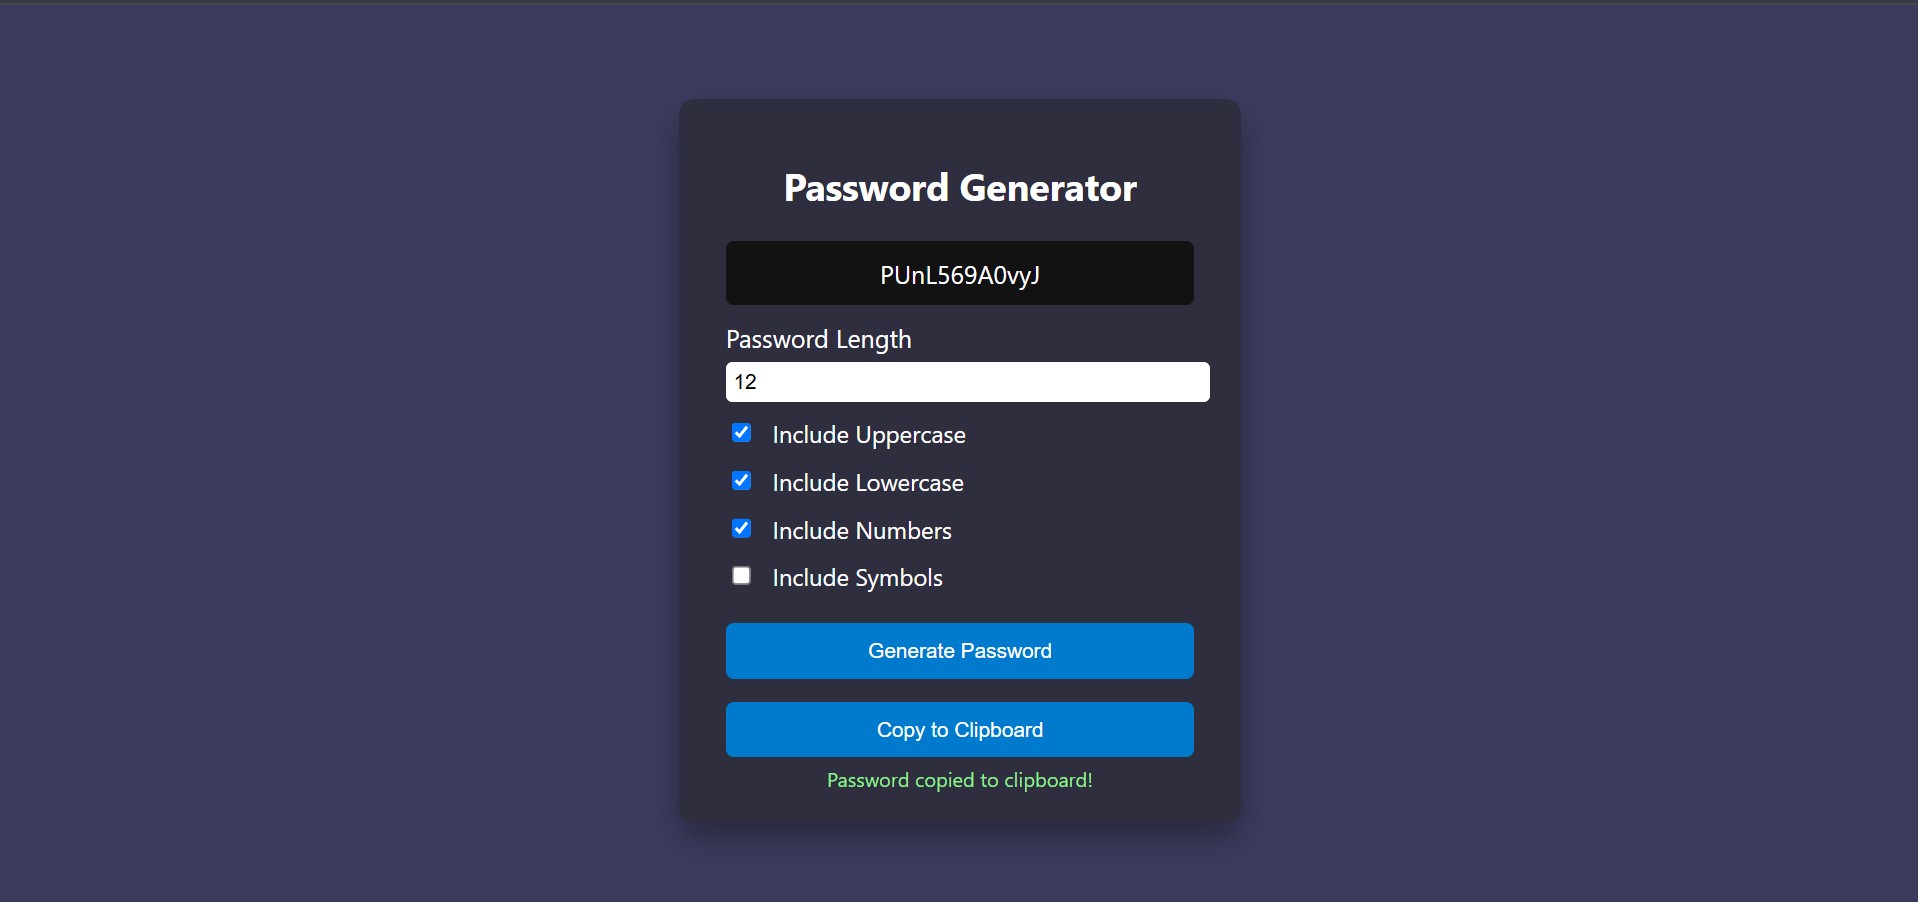 Password Generator
PUnL569A0vyJ
Password Length
12
Include Uppercase
Include Lowercase
Include Numbers
Include Symbols
Generate Password
Copy to Clipboard
Password copied to clipboard!